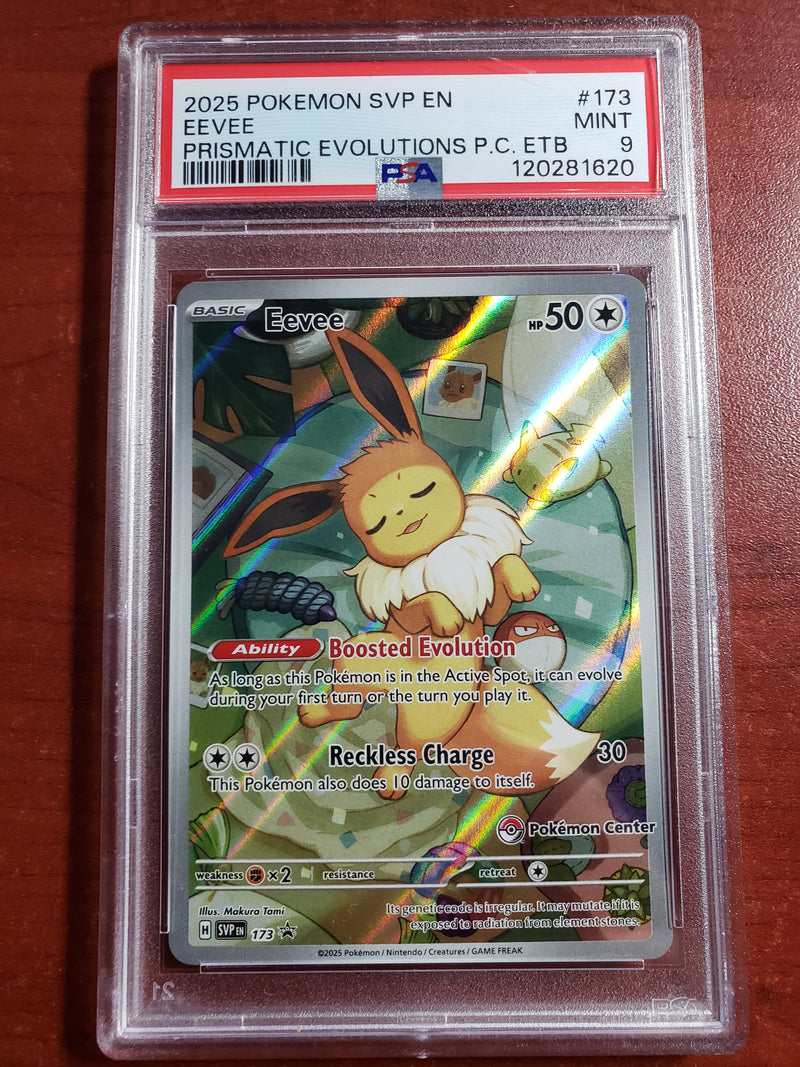 2025 POKEMON SVP EN #173
EEVEE MINT
PRISMATIC EVOLUTIONS P.C. ETB 9
PSA 120281620
BASIC Eevee HP 50
Ability Boosted Evolution
As long as this Pokémon is in the Active Spot, it can evolve
during your first turn or the turn you play it.
Reckless Charge 30
This Pokémon also does 10 damage to itself.
Pokémon Center
weakness ×2 resistance retreat
Illus. Makura Tami
Its genetic code is irregular. It may mutate if it is
exposed to radiation from element stones.
H SVP EN 173
©2025 Pokémon / Nintendo / Creatures / GAME FREAK
21 PSA